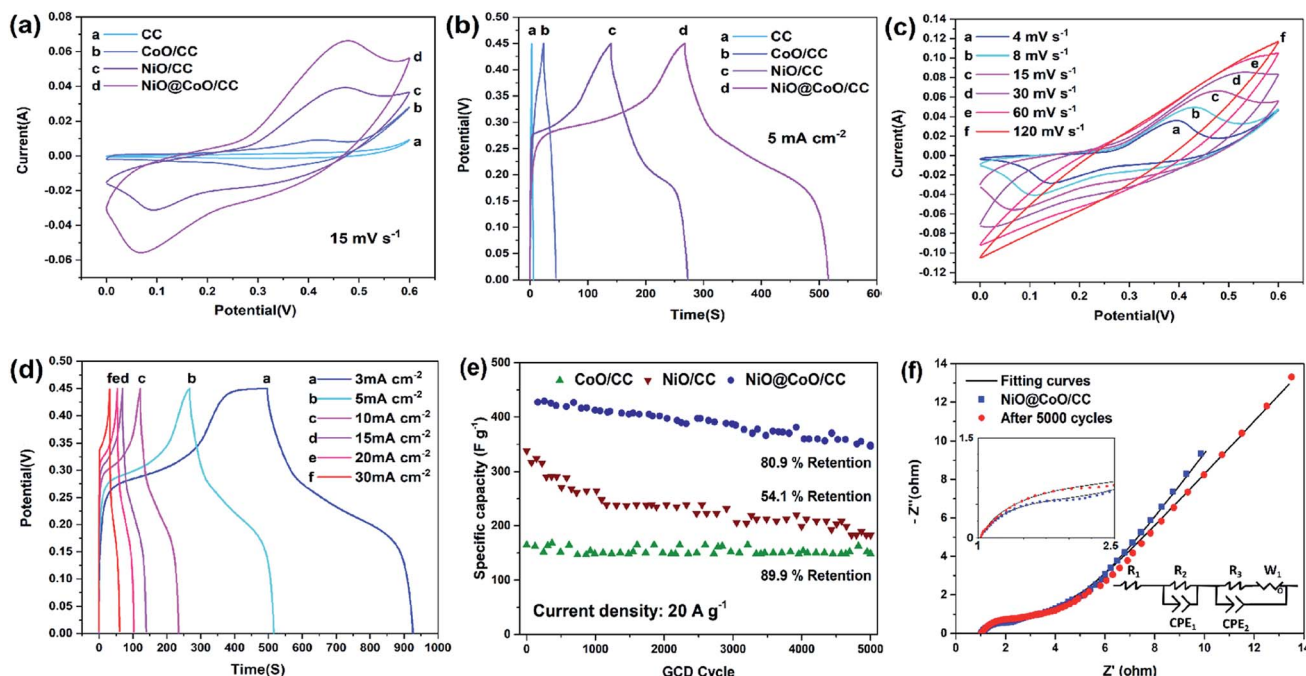 (a)
a CC
b CoO/CC
c NiO/CC
d NiO@CoO/CC
d
c
b
a
15 mV s⁻¹
0.08
0.06
0.04
0.02
0.00
-0.02
-0.04
-0.06
Current(A)
0.0 0.1 0.2 0.3 0.4 0.5 0.6
Potential(V)
(b)
a b c d
a CC
b CoO/CC
c NiO/CC
d NiO@CoO/CC
5 mA cm⁻²
0.50
0.45
0.40
0.35
0.30
0.25
0.20
0.15
0.10
0.05
0.00
Potential(V)
0 100 200 300 400 500 600
Time(S)
(c)
a 4 mV s⁻¹
b 8 mV s⁻¹
c 15 mV s⁻¹
d 30 mV s⁻¹
e 60 mV s⁻¹
f 120 mV s⁻¹
f
e
d
c
b
a
0.14
0.12
0.10
0.08
0.06
0.04
0.02
0.00
-0.02
-0.04
-0.06
-0.08
-0.10
-0.12
Current(A)
0.0 0.1 0.2 0.3 0.4 0.5 0.6
Potential(V)
(d)
fed c b a
a 3mA cm⁻²
b 5mA cm⁻²
c 10mA cm⁻²
d 15mA cm⁻²
e 20mA cm⁻²
f 30mA cm⁻²
0.50
0.45
0.40
0.35
0.30
0.25
0.20
0.15
0.10
0.05
0.00
Potential(V)
0 100 200 300 400 500 600 700 800 900 1000
Time(S)
(e)
CoO/CC NiO/CC NiO@CoO/CC
80.9 % Retention
54.1 % Retention
89.9 % Retention
Current density: 20 A g⁻¹
500
400
300
200
150
0
Specific capacity(F g⁻¹)
0 1000 2000 3000 4000 5000
GCD Cycle
(f)
Fitting curves
NiO@CoO/CC
After 5000 cycles
1.5
0
1 2.5
R₁ R₂ R₃ W₁
CPE₁ CPE₂
14
12
10
8
6
4
2
0
- Z''(ohm)
0 2 4 6 8 10 12 14
Z' (ohm)